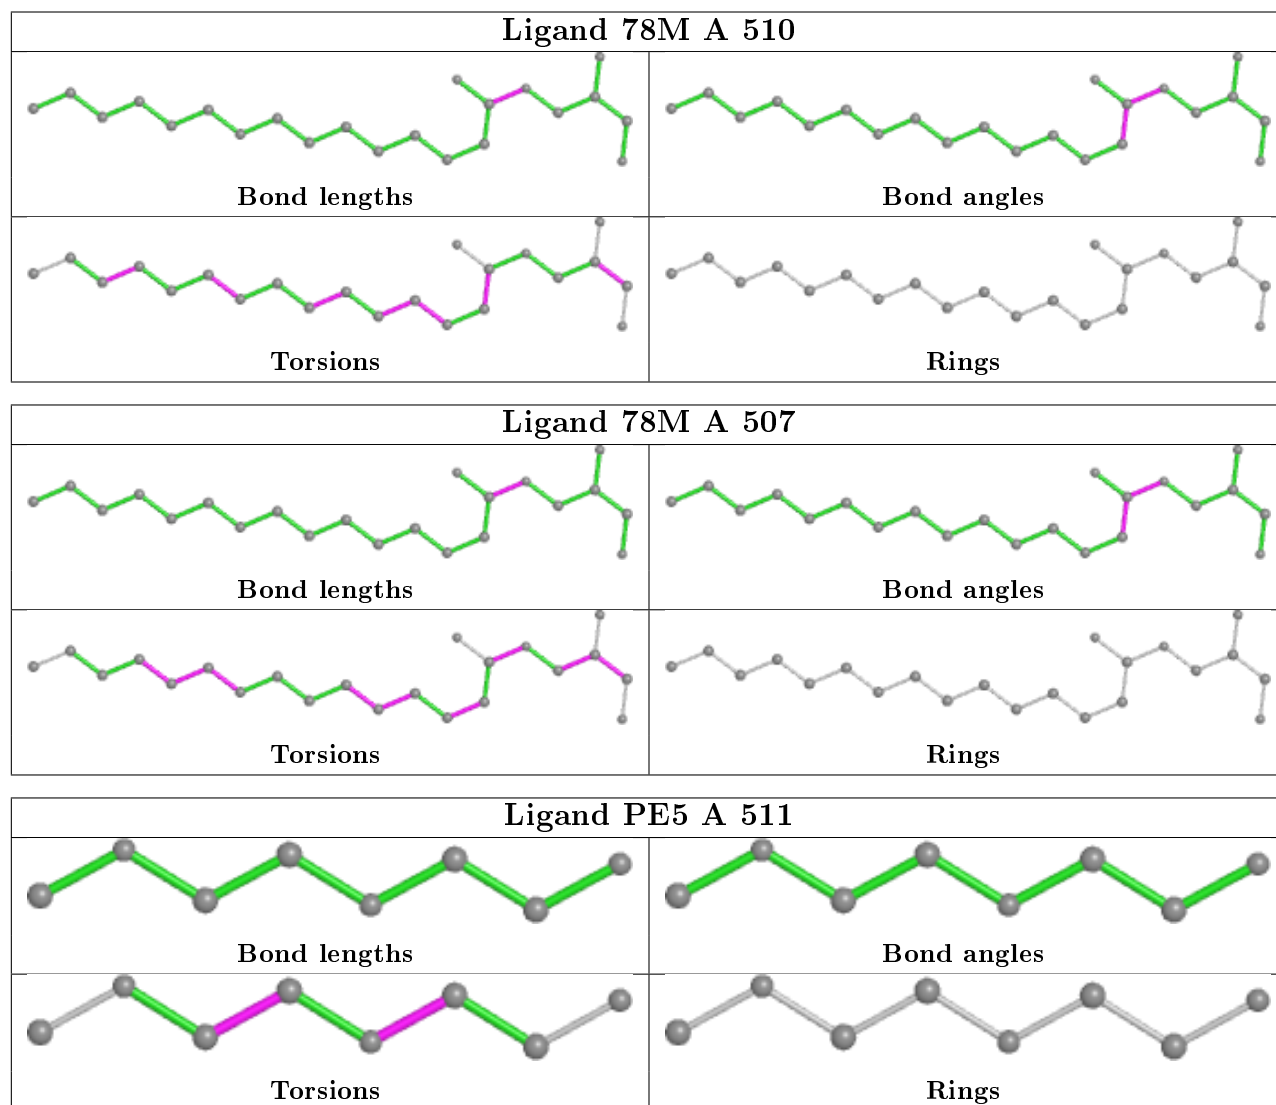 Ligand 78M A 510
Bond lengths
Bond angles
Torsions
Rings
Ligand 78M A 507
Bond lengths
Bond angles
Torsions
Rings
Ligand PE5 A 511
Bond lengths
Bond angles
Torsions
Rings